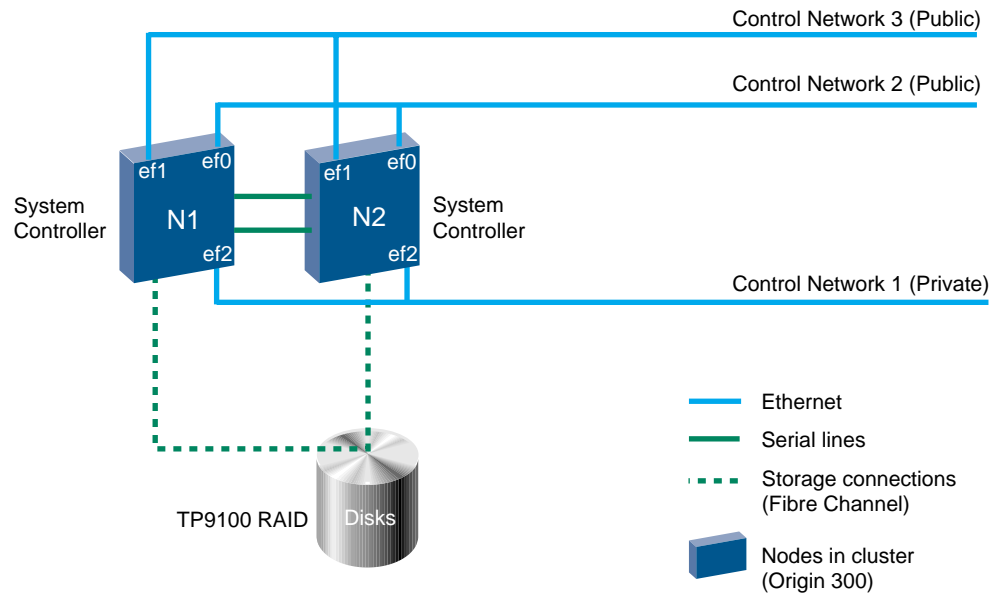 Control Network 3 (Public)
Control Network 2 (Public)
ef1
ef0
ef1
ef0
System
Controller
N1
N2
System
Controller
ef2
ef2
Control Network 1 (Private)
Ethernet
Serial lines
Storage connections
(Fibre Channel)
TP9100 RAID
Disks
Nodes in cluster
(Origin 300)